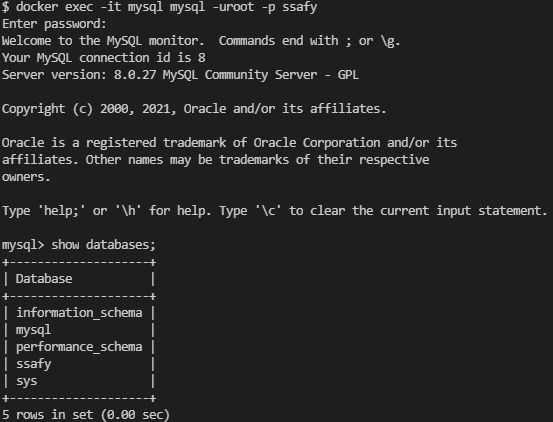 $ docker exec -it mysql mysql -uroot -p ssafy
Enter password:
Welcome to the MySQL monitor.  Commands end with ; or \g.
Your MySQL connection id is 8
Server version: 8.0.27 MySQL Community Server - GPL

Copyright (c) 2000, 2021, Oracle and/or its affiliates.

Oracle is a registered trademark of Oracle Corporation and/or its
affiliates. Other names may be trademarks of their respective
owners.

Type 'help;' or '\h' for help. Type '\c' to clear the current input statement.

mysql> show databases;
+--------------------+
| Database           |
+--------------------+
| information_schema |
| mysql              |
| performance_schema |
| ssafy              |
| sys                |
+--------------------+
5 rows in set (0.00 sec)